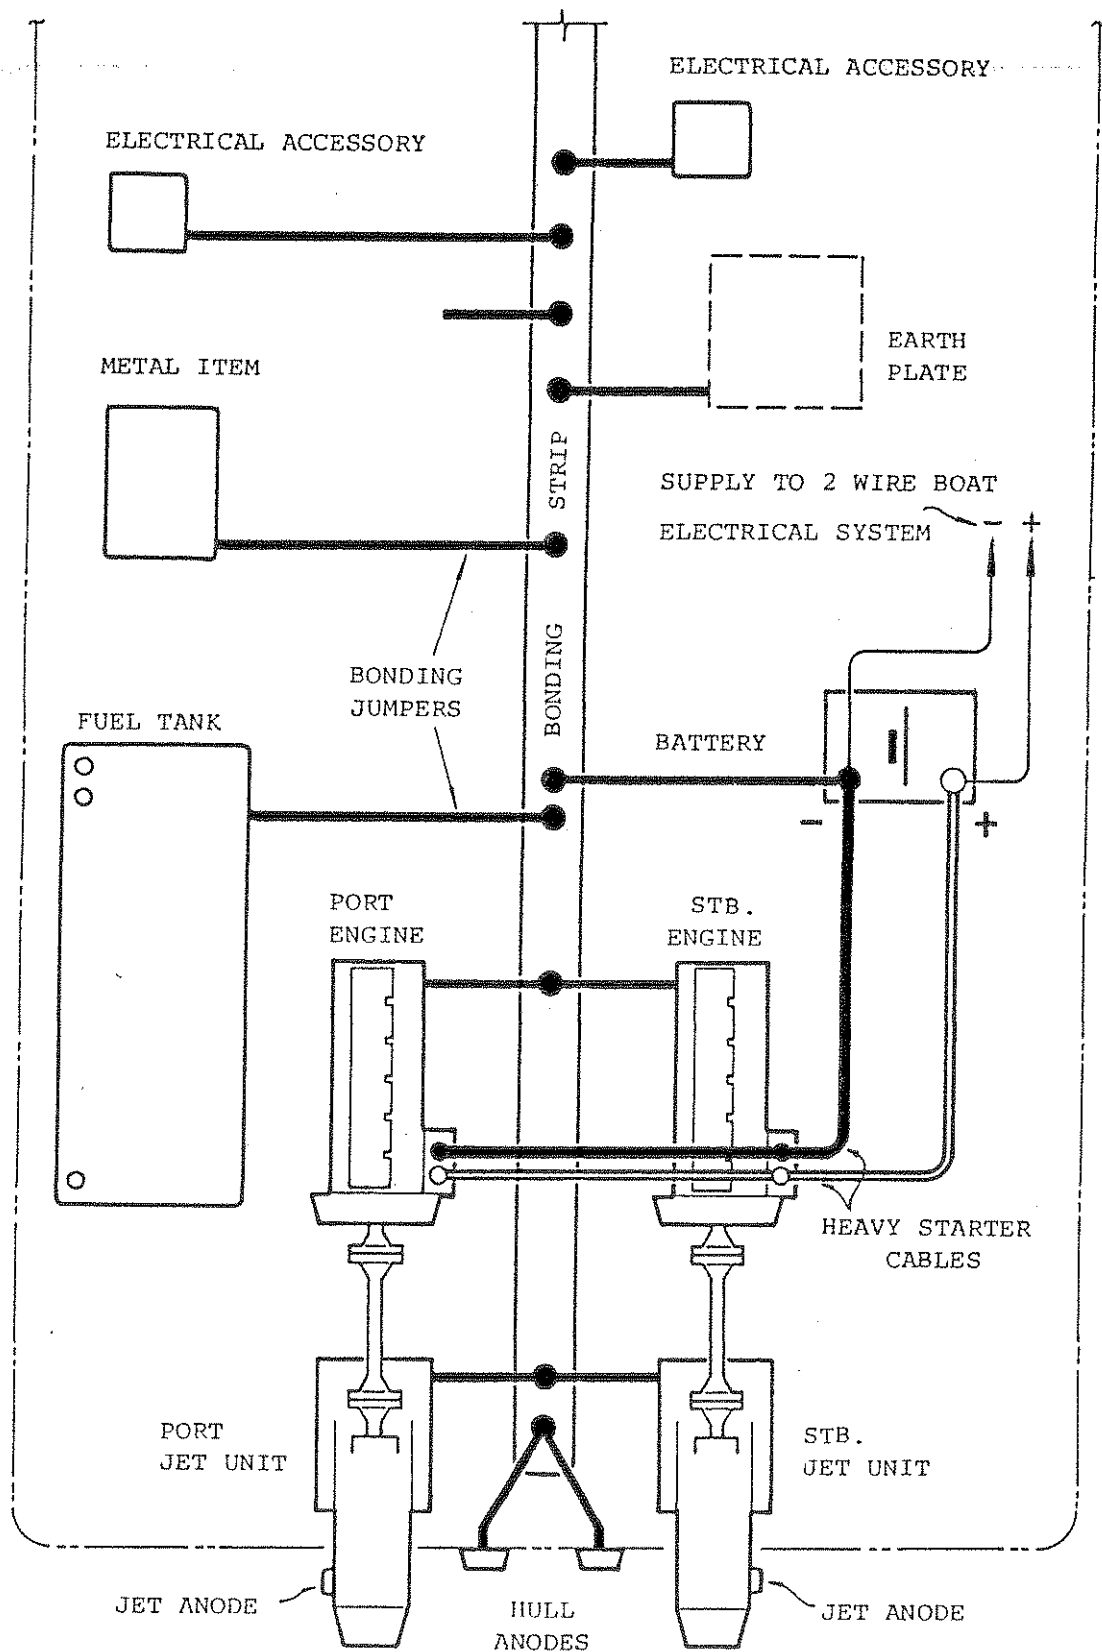 ELECTRICAL ACCESSORY
ELECTRICAL ACCESSORY
EARTH
PLATE
METAL ITEM
BONDING STRIP
SUPPLY TO 2 WIRE BOAT
ELECTRICAL SYSTEM
- +
BONDING
JUMPERS
FUEL TANK
BATTERY
- +
PORT
ENGINE
STB.
ENGINE
HEAVY STARTER
CABLES
PORT
JET UNIT
STB.
JET UNIT
JET ANODE
HULL
ANODES
JET ANODE